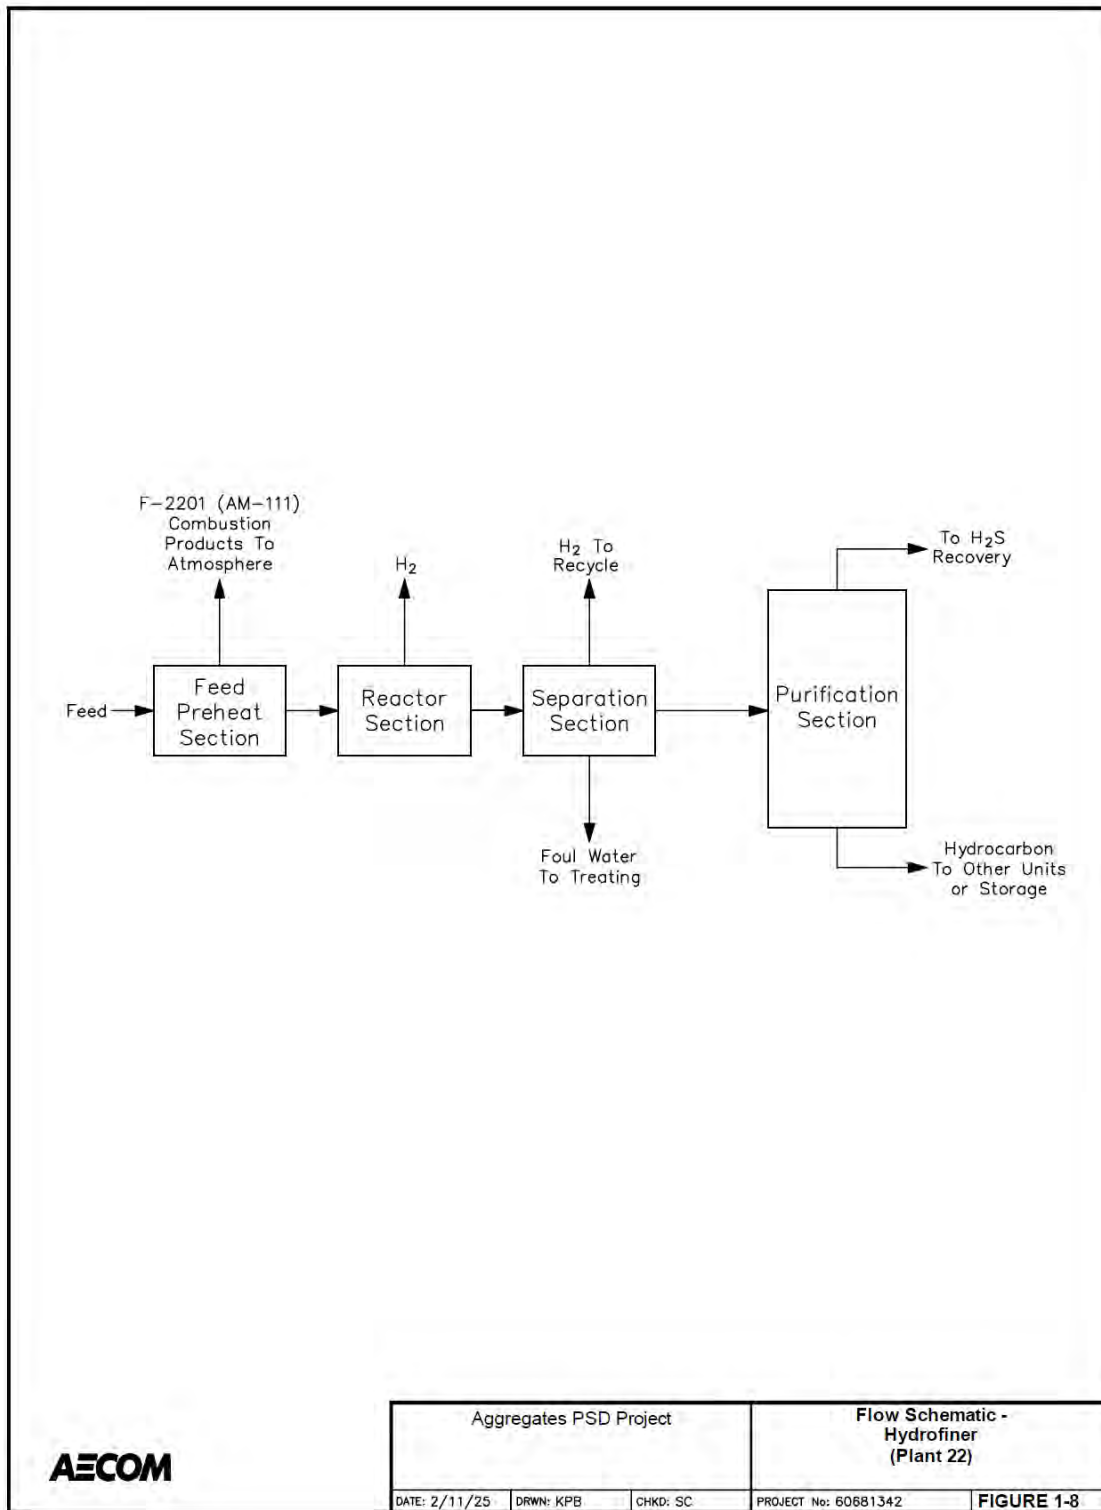 F-2201 (AM-111)
Combustion
Products To
Atmosphere
H2
H2 To
Recycle
To H2S
Recovery
Feed
Feed
Preheat
Section
Reactor
Section
Separation
Section
Purification
Section
Foul Water
To Treating
Hydrocarbon
To Other Units
or Storage
AECOM
Aggregates PSD Project
Flow Schematic -
Hydrofiner
(Plant 22)
DATE: 2/11/25
DRWN: KPB
CHKD: SC
PROJECT No: 60681342
FIGURE 1-8